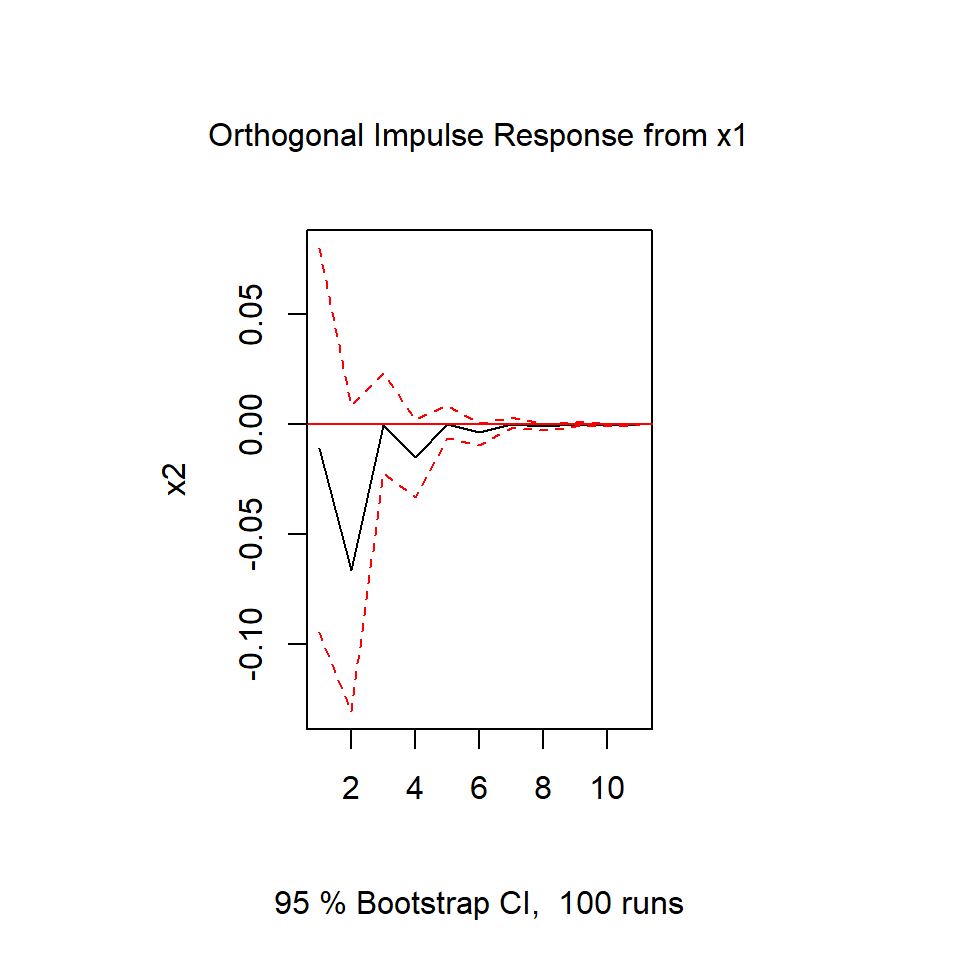 Orthogonal Impulse Response from x1
x2
0.05
0.00
-0.05
-0.10
2 4 6 8 10
95 % Bootstrap CI,  100 runs